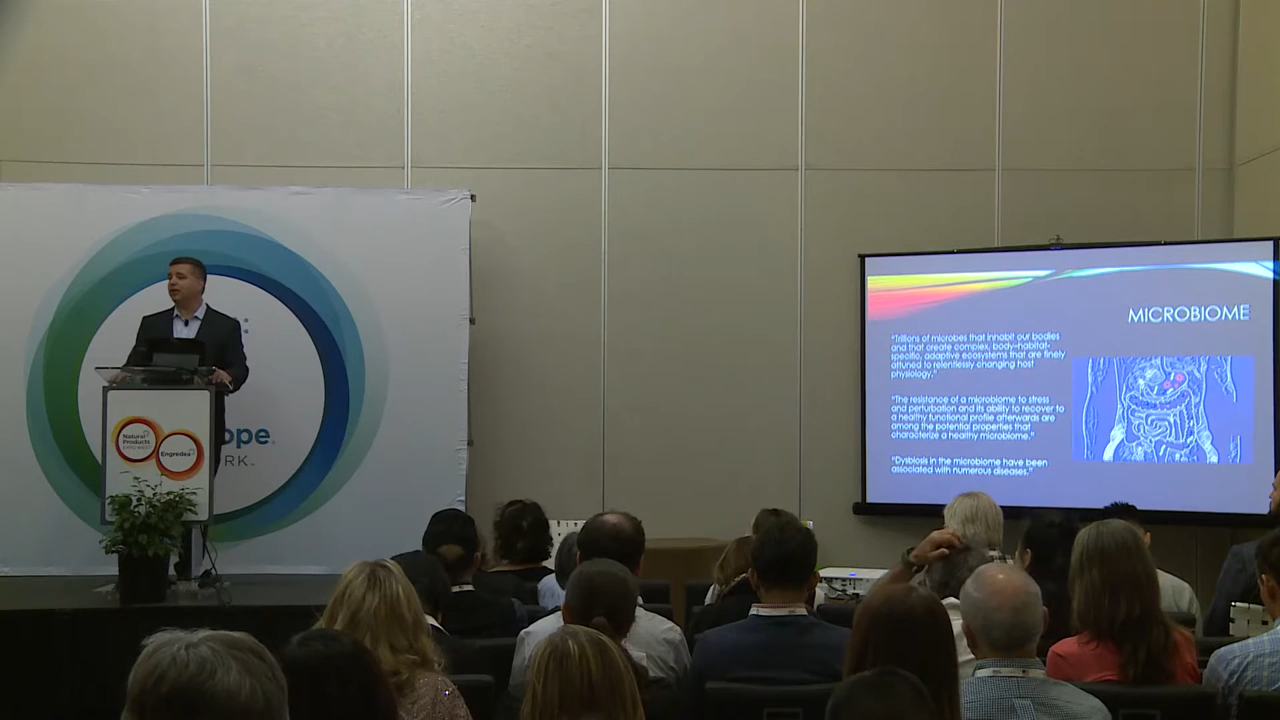 ope
RK™
Natural
Products
EXPO WEST
Engredea
MICROBIOME
"Trillions of microbes that inhabit our bodies
and that create complex, body-habitat-
specific, adaptive ecosystems that are finely
attuned to relentlessly changing host
physiology."
"The resistance of a microbiome to stress
and perturbation and its ability to recover to
a healthy functional profile afterwards are
among the potential properties that
characterize a healthy microbiome."
"Dysbiosis in the microbiome have been
associated with numerous diseases."